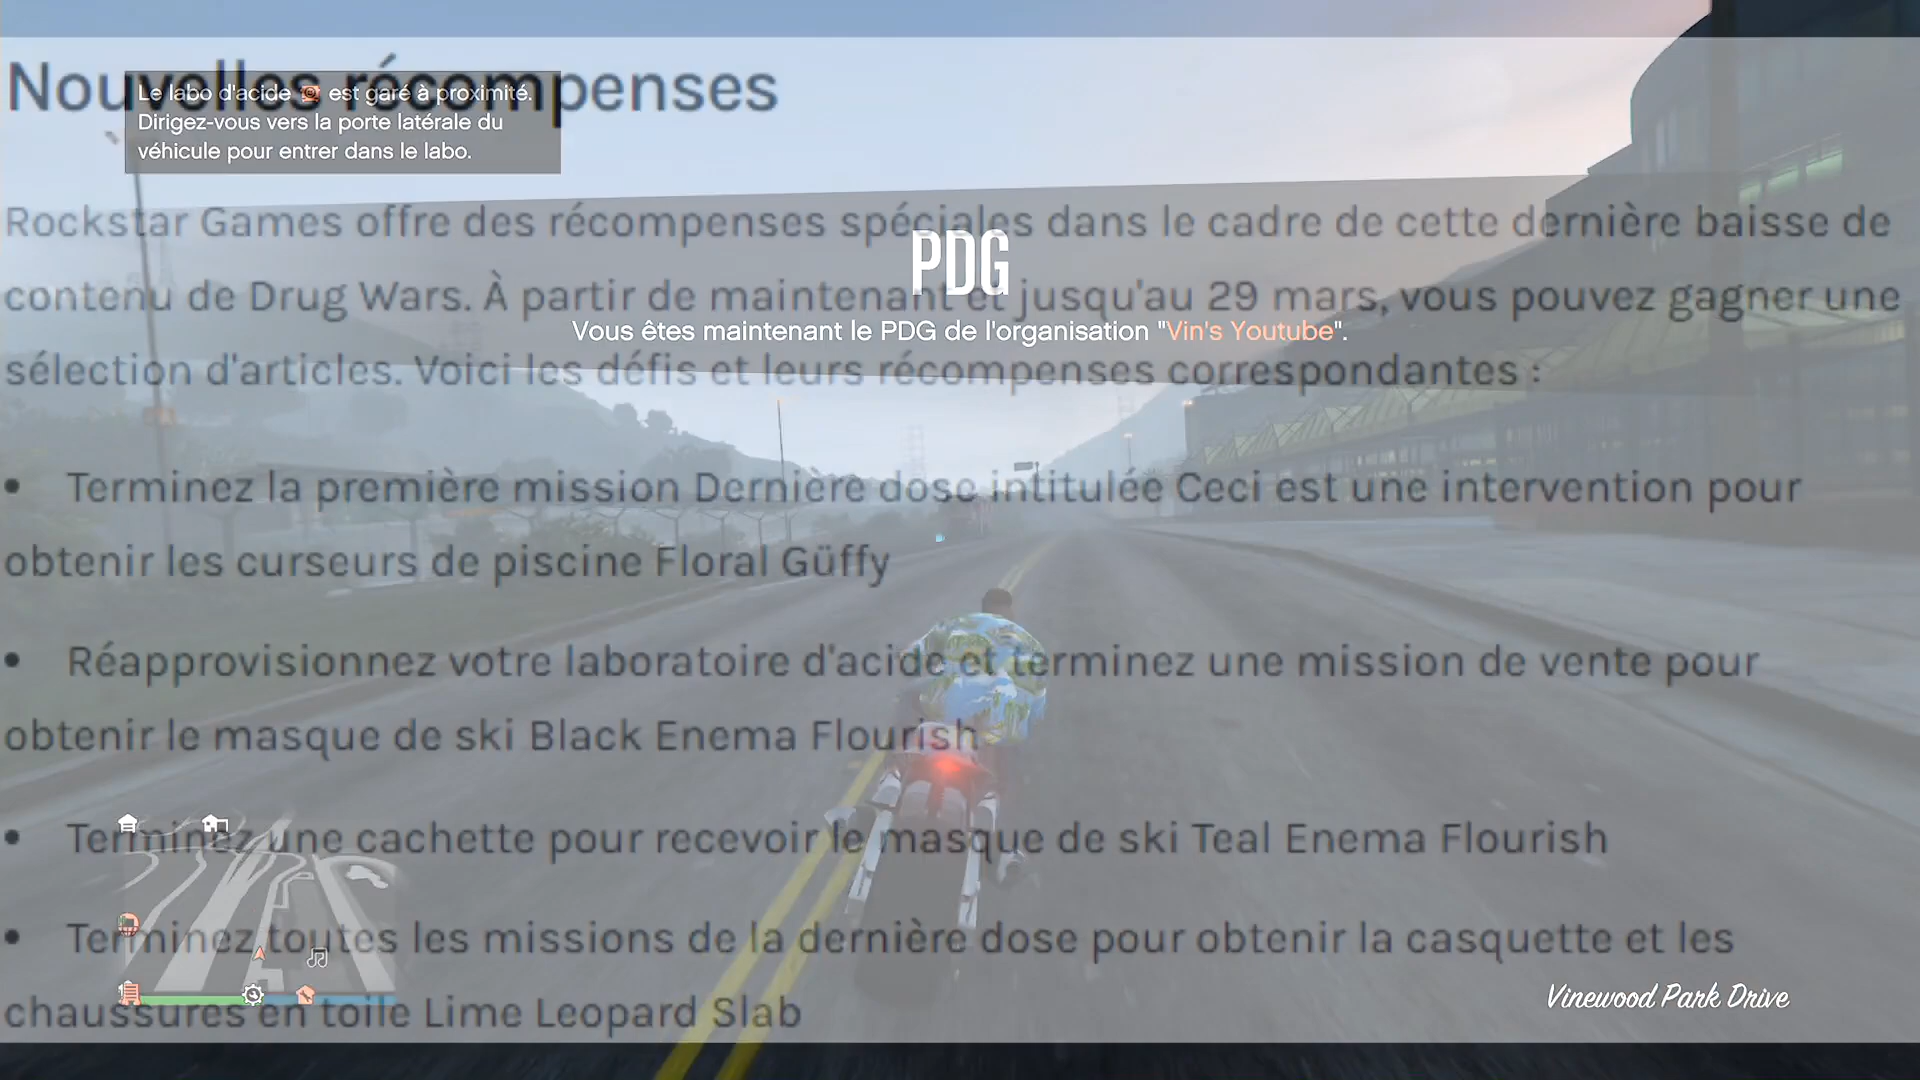 Nouvelles récompenses
Le labo d'acide est garé à proximité.
Dirigez-vous vers la porte latérale du
véhicule pour entrer dans le labo.
Rockstar Games offre des récompenses spéciales dans le cadre de cette dernière baisse de
PDG
contenu de Drug Wars. À partir de maintenant et jusqu'au 29 mars, vous pouvez gagner une
Vous êtes maintenant le PDG de l'organisation "Vin's Youtube".
sélection d'articles. Voici les défis et leurs récompenses correspondantes :
• Terminez la première mission Dernière dose intitulée Ceci est une intervention pour
obtenir les curseurs de piscine Floral Güffy
• Réapprovisionnez votre laboratoire d'acide et terminez une mission de vente pour
obtenir le masque de ski Black Enema Flourish
• Terminez une cachette pour recevoir le masque de ski Teal Enema Flourish
• Terminez toutes les missions de la dernière dose pour obtenir la casquette et les
chaussures en toile Lime Leopard Slab
Vinewood Park Drive